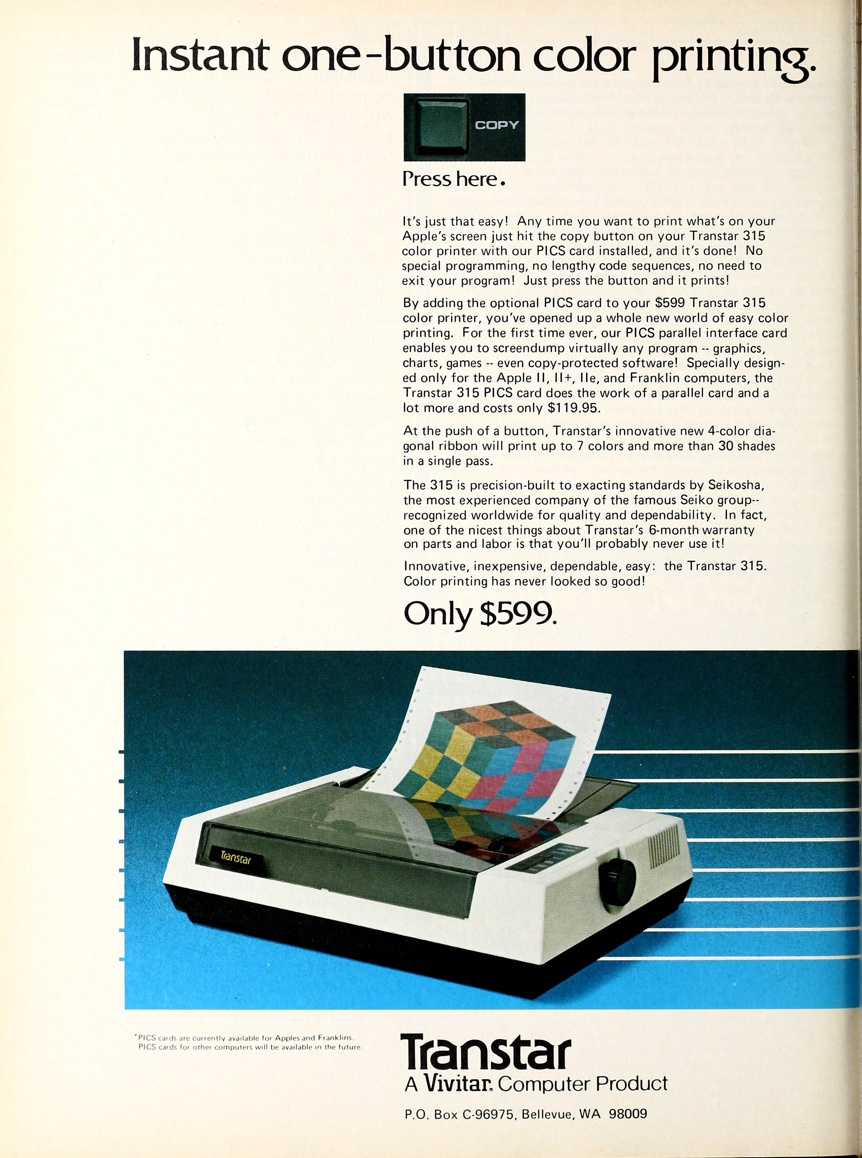 Instant one-button color printing.
COPY
Press here.
It's just that easy! Any time you want to print what's on your
Apple's screen just hit the copy button on your Transtar 315
color printer with our PICS card installed, and it's done! No
special programming, no lengthy code sequences, no need to
exit your program! Just press the button and it prints!
By adding the optional PICS card to your $599 Transtar 315
color printer, you've opened up a whole new world of easy color
printing. For the first time ever, our PICS parallel interface card
enables you to screendump virtually any program -- graphics,
charts, games -- even copy-protected software! Specially design-
ed only for the Apple II, II+, IIe, and Franklin computers, the
Transtar 315 PICS card does the work of a parallel card and a
lot more and costs only $119.95.
At the push of a button, Transtar's innovative new 4-color dia-
gonal ribbon will print up to 7 colors and more than 30 shades
in a single pass.
The 315 is precision-built to exacting standards by Seikosha,
the most experienced company of the famous Seiko group--
recognized worldwide for quality and dependability. In fact,
one of the nicest things about Transtar's 6-month warranty
on parts and labor is that you'll probably never use it!
Innovative, inexpensive, dependable, easy: the Transtar 315.
Color printing has never looked so good!
Only $599.
Transtar
*PICS cards are currently available for Apples and Franklins.
PICS cards for other computers will be available in the future.
Transtar
A Vivitar. Computer Product
P.O. Box C-96975, Bellevue, WA 98009